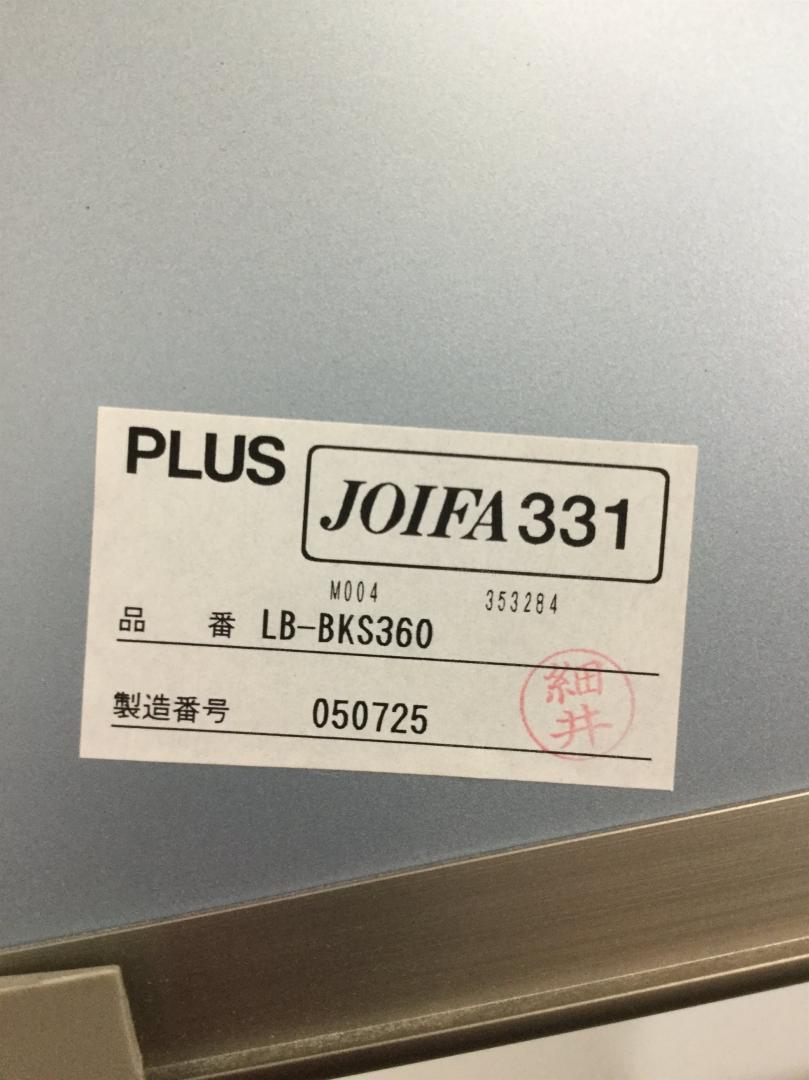 PLUS
JOIFA 331
M004 353284
品番 LB-BKS360
製造番号 050725
細井